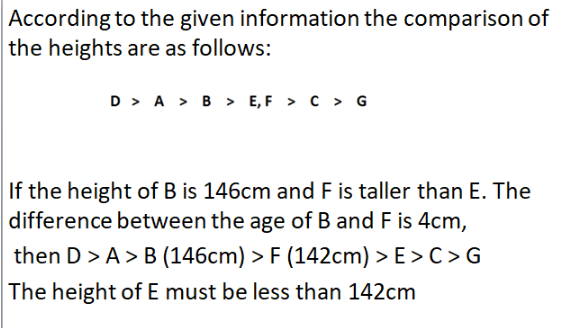 According to the given information the comparison of
the heights are as follows:
D > A > B > E, F > C > G
If the height of B is 146cm and F is taller than E. The
difference between the age of B and F is 4cm,
then D > A > B (146cm) > F (142cm) > E > C > G
The height of E must be less than 142cm